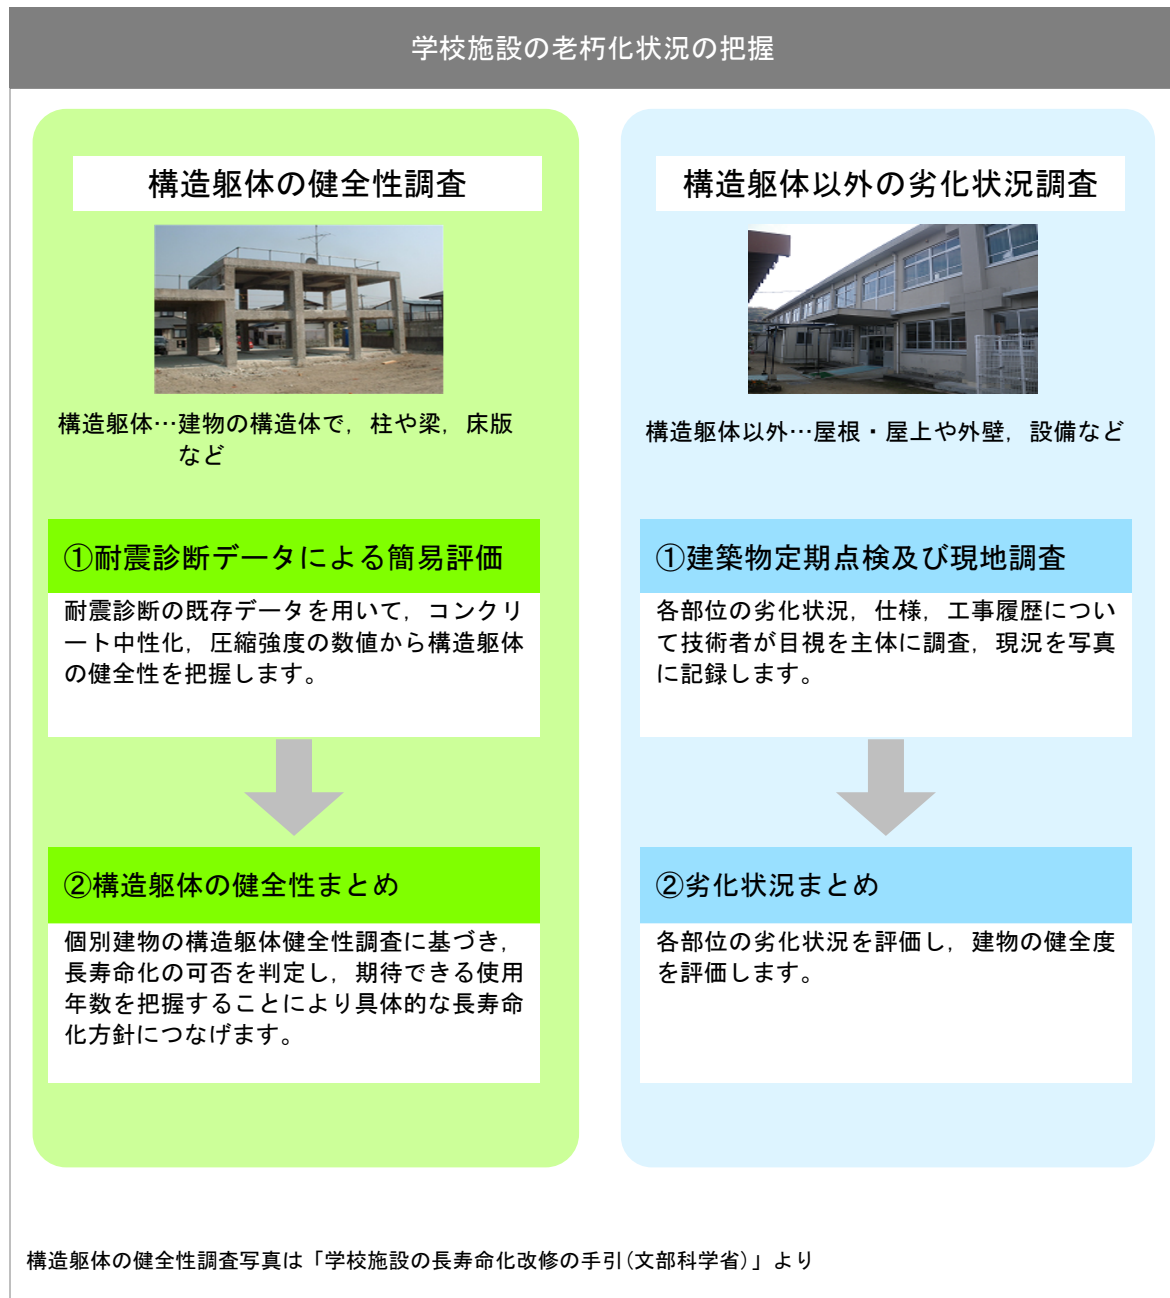 学校施設の老朽化状況の把握
構造躯体の健全性調査
構造躯体…建物の構造体で，柱や梁，床版
など
①耐震診断データによる簡易評価
耐震診断の既存データを用いて，コンクリ
ート中性化，圧縮強度の数値から構造躯体
の健全性を把握します。
②構造躯体の健全性まとめ
個別建物の構造躯体健全性調査に基づき，
長寿命化の可否を判定し，期待できる使用
年数を把握することにより具体的な長寿命
化方針につなげます。
構造躯体以外の劣化状況調査
構造躯体以外…屋根・屋上や外壁，設備など
①建築物定期点検及び現地調査
各部位の劣化状況，仕様，工事履歴につい
て技術者が目視を主体に調査，現況を写真
に記録します。
②劣化状況まとめ
各部位の劣化状況を評価し，建物の健全度
を評価します。
構造躯体の健全性調査写真は「学校施設の長寿命化改修の手引(文部科学省)」より